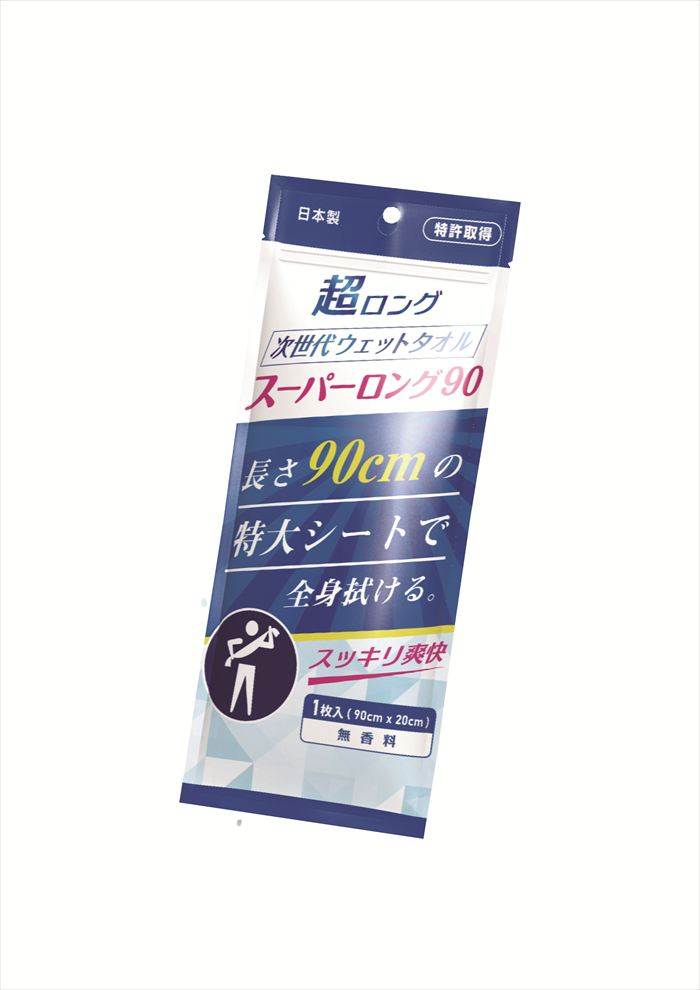 日本製
特許取得
超ロング
次世代ウェットタオル
スーパーロング90
長さ90cmの
特大シートで
全身拭ける。
スッキリ爽快
1枚入(90cm x 20cm)
無香料